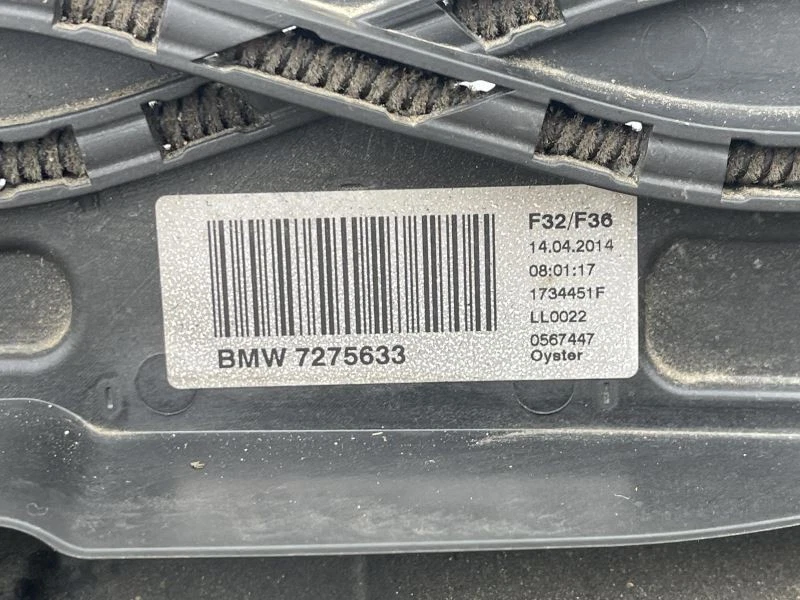 BMW 7275633
F32/F36
14.04.2014
08:01:17
1734451F
LL0022
0567447
Oyster